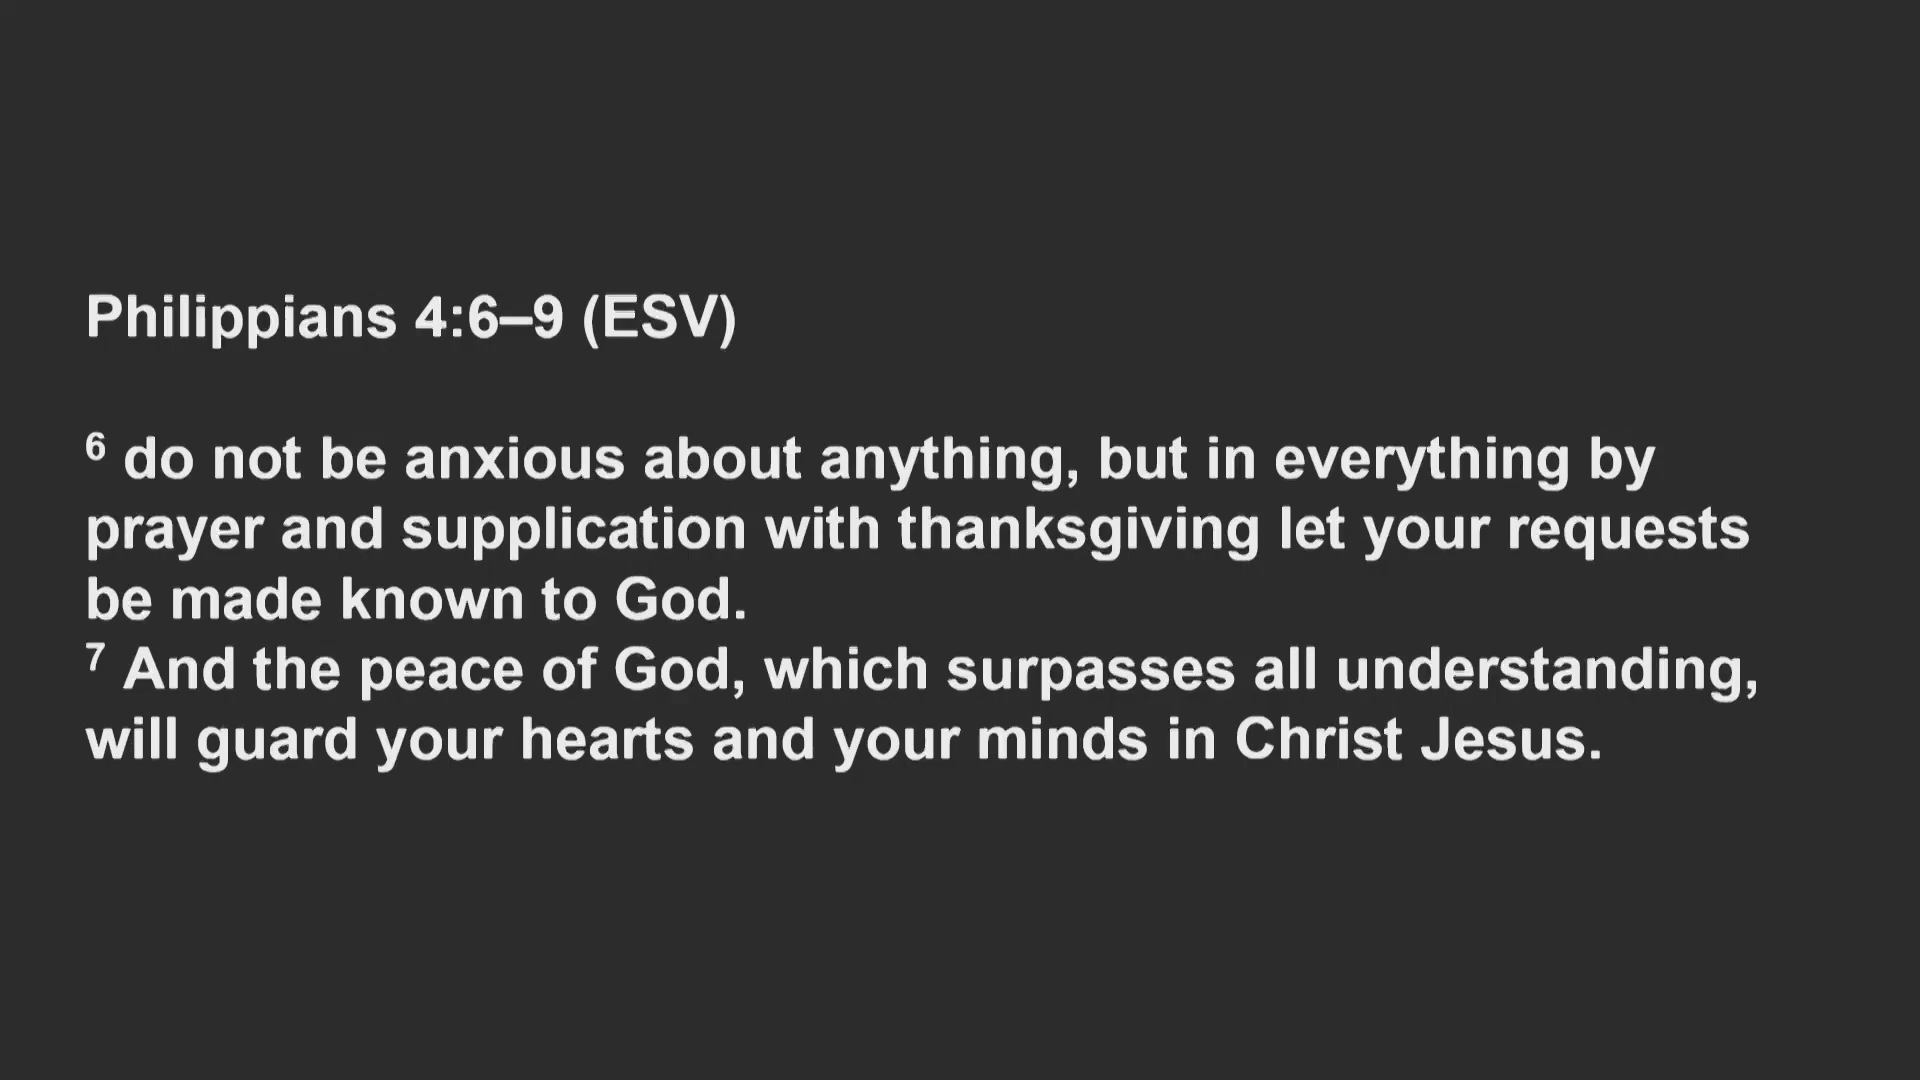 Philippians 4:6–9 (ESV)
⁶ do not be anxious about anything, but in everything by
prayer and supplication with thanksgiving let your requests
be made known to God.
⁷ And the peace of God, which surpasses all understanding,
will guard your hearts and your minds in Christ Jesus.